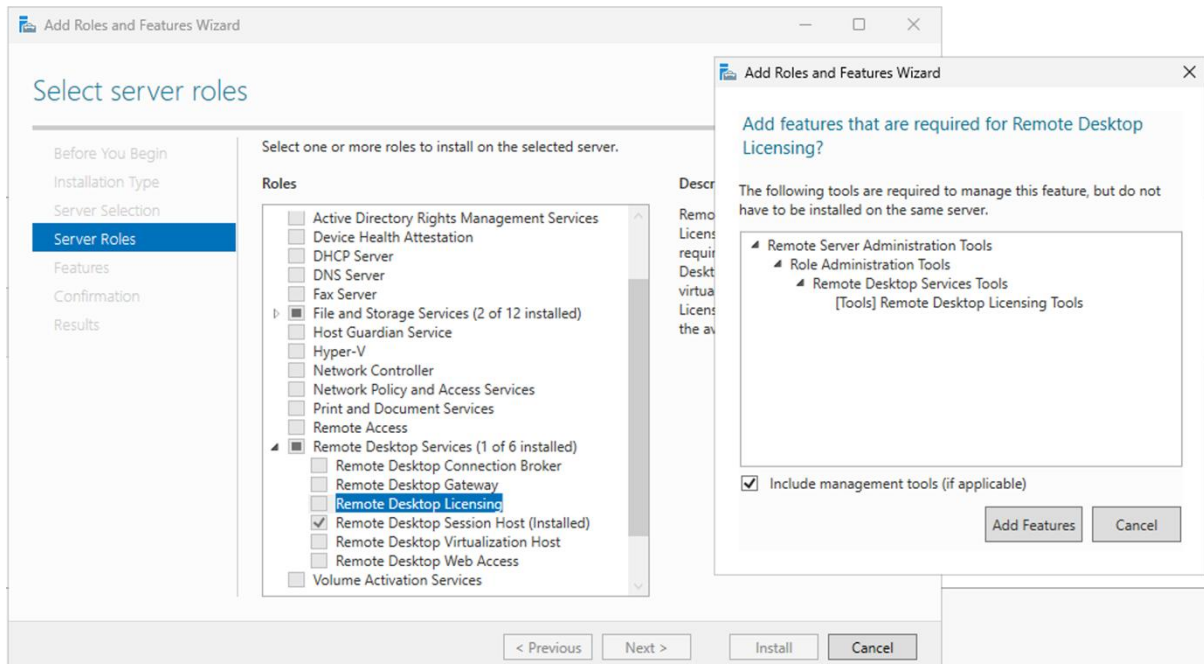 Add Roles and Features Wizard
Select server roles
Before You Begin
Installation Type
Server Selection
Server Roles
Features
Confirmation
Results
Select one or more roles to install on the selected server.
Roles
Active Directory Rights Management Services
Device Health Attestation
DHCP Server
DNS Server
Fax Server
File and Storage Services (2 of 12 installed)
Host Guardian Service
Hyper-V
Network Controller
Network Policy and Access Services
Print and Document Services
Remote Access
Remote Desktop Services (1 of 6 installed)
Remote Desktop Connection Broker
Remote Desktop Gateway
Remote Desktop Licensing
Remote Desktop Session Host (Installed)
Remote Desktop Virtualization Host
Remote Desktop Web Access
Volume Activation Services
Descr
Remo
Licens
requir
Deskt
virtua
Licens
the av
< Previous
Next >
Install
Cancel
Add Roles and Features Wizard
Add features that are required for Remote Desktop
Licensing?
The following tools are required to manage this feature, but do not
have to be installed on the same server.
Remote Server Administration Tools
Role Administration Tools
Remote Desktop Services Tools
[Tools] Remote Desktop Licensing Tools
Include management tools (if applicable)
Add Features
Cancel